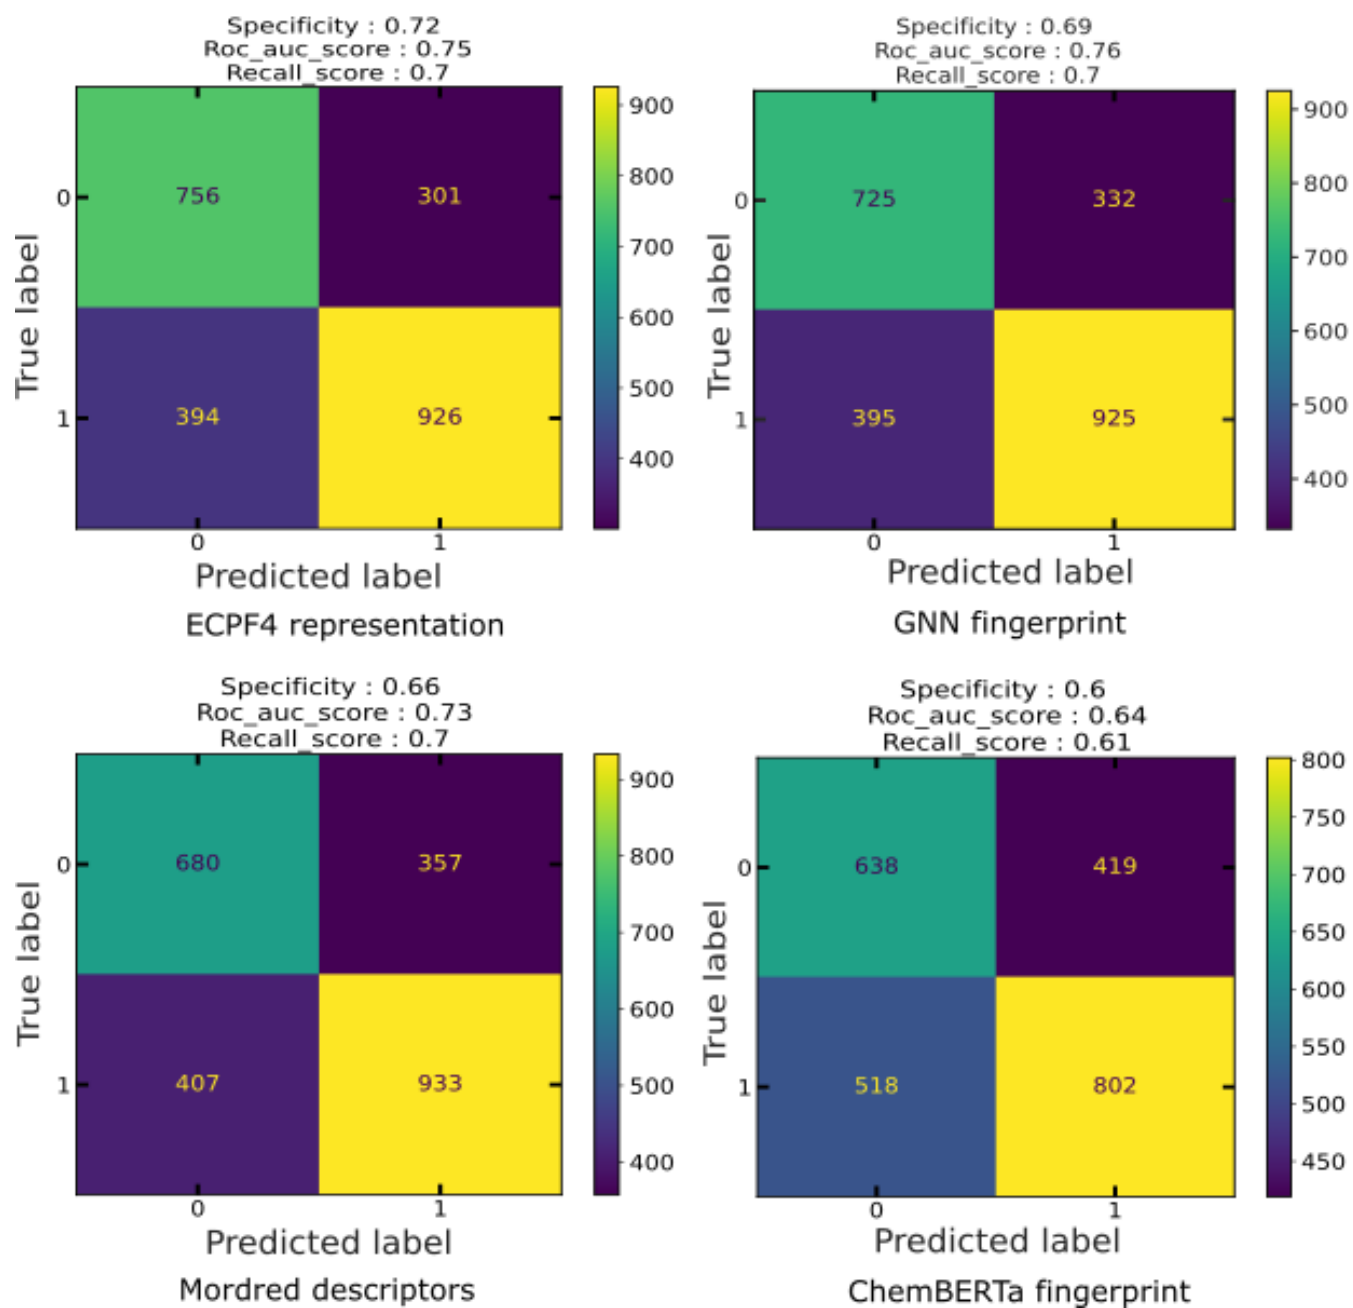 Specificity : 0.72
Roc_auc_score : 0.75
Recall_score : 0.7
900
800
700
600
500
400
0
756
301
1
394
926
True label
0
1
Predicted label
ECPF4 representation
Specificity : 0.69
Roc_auc_score : 0.76
Recall_score : 0.7
900
800
700
600
500
400
0
725
332
1
395
925
True label
0
1
Predicted label
GNN fingerprint
Specificity : 0.66
Roc_auc_score : 0.73
Recall_score : 0.7
900
800
700
600
500
400
0
680
357
1
407
933
True label
0
1
Predicted label
Mordred descriptors
Specificity : 0.6
Roc_auc_score : 0.64
Recall_score : 0.61
800
750
700
650
600
550
500
450
0
638
419
1
518
802
True label
0
1
Predicted label
ChemBERTa fingerprint